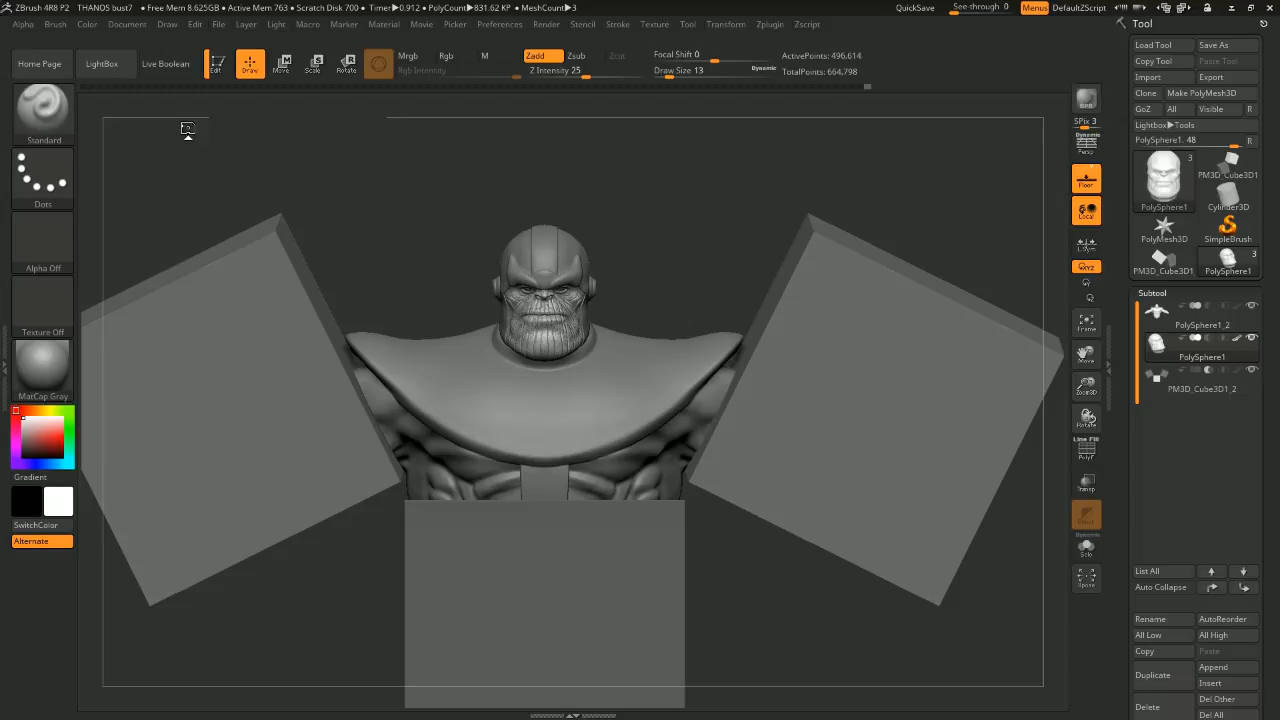 ZBrush 4R8 P2 THANOS bust7 • Free Mem 8.625GB • Active Mem 763 • Scratch Disk 700 • Timer▶0.912 • PolyCount▶831.62 KP • MeshCount▶3 QuickSave See-through 0 Menus DefaultZScript
Alpha Brush Color Document Draw Edit File Layer Light Macro Marker Material Movie Picker Preferences Render Stencil Stroke Texture Tool Transform Zplugin Zscript
Tool
Home Page LightBox Live Boolean Edit Draw Move Scale Rotate
Mrgb Rgb M Zadd Zsub Zcut
Rgb Intensity Z Intensity 25
Focal Shift 0
Draw Size 13 Dynamic
ActivePoints: 496,614
TotalPoints: 664,798
Standard
Dots
Alpha Off
Texture Off
MatCap Gray
Gradient
SwitchColor
Alternate
BPR
SPix 3
Dynamic
Persp
Floor
Local
L.Sym
XYZ
Frame
Move
Zoom3D
Rotate
Line Fill
PolyF
Transp
Dynamic
Solo
Xpose
Load Tool Save As
Copy Tool Paste Tool
Import Export
Clone Make PolyMesh3D
GoZ All Visible R
Lightbox▶Tools
PolySphere1. 48 R
3
PolySphere1
PM3D_Cube3D1
Cylinder3D
PolyMesh3D
SimpleBrush
3
PM3D_Cube3D1
PolySphere1
Subtool
PolySphere1_2
PolySphere1
PM3D_Cube3D1_2
List All
Auto Collapse
Rename AutoReorder
All Low All High
Copy Paste
Duplicate
Append
Insert
Delete
Del Other
Del All